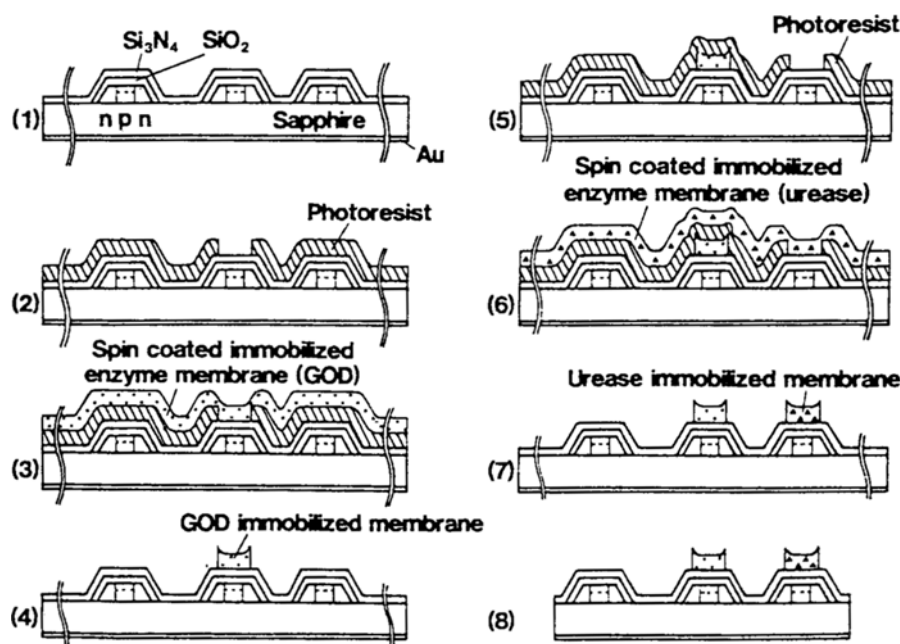 Si₃N₄ SiO₂
(1)
n p n Sapphire
Au
Photoresist
(2)
Spin coated immobilized
enzyme membrane (GOD)
(3)
GOD immobilized membrane
(4)
Photoresist
(5)
Spin coated immobilized
enzyme membrane (urease)
(6)
Urease immobilized membrane
(7)
(8)